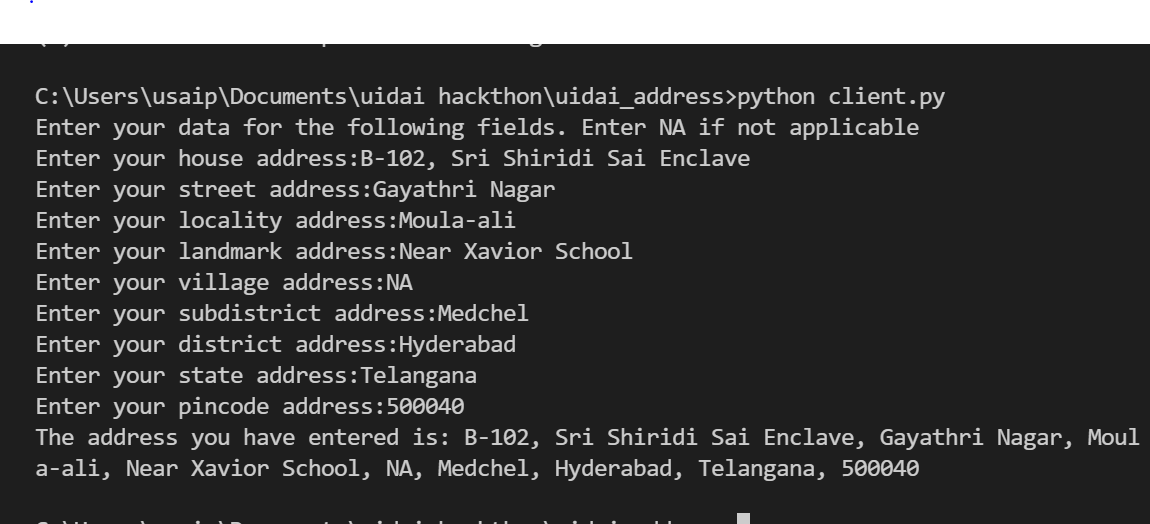 C:\Users\usaip\Documents\uidai hackthon\uidai_address>python client.py
Enter your data for the following fields. Enter NA if not applicable
Enter your house address:B-102, Sri Shiridi Sai Enclave
Enter your street address:Gayathri Nagar
Enter your locality address:Moula-ali
Enter your landmark address:Near Xavior School
Enter your village address:NA
Enter your subdistrict address:Medchel
Enter your district address:Hyderabad
Enter your state address:Telangana
Enter your pincode address:500040
The address you have entered is: B-102, Sri Shiridi Sai Enclave, Gayathri Nagar, Moul
a-ali, Near Xavior School, NA, Medchel, Hyderabad, Telangana, 500040